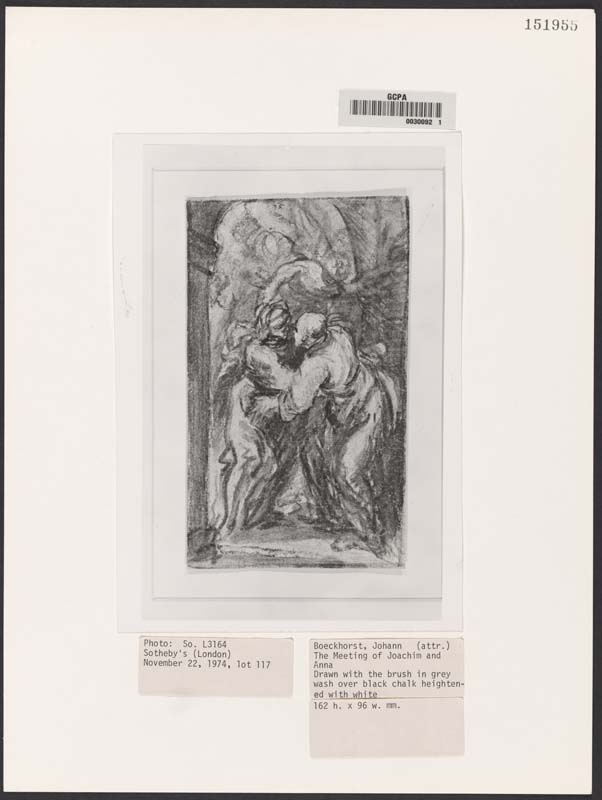 151955
GCPA
0030092 1
Photo: So. L3164
Sotheby's (London)
November 22, 1974, lot 117
Boeckhorst, Johann (attr.)
The Meeting of Joachim and
Anna
Drawn with the brush in grey
wash over black chalk heighten-
ed with white
162 h. x 96 w. mm.